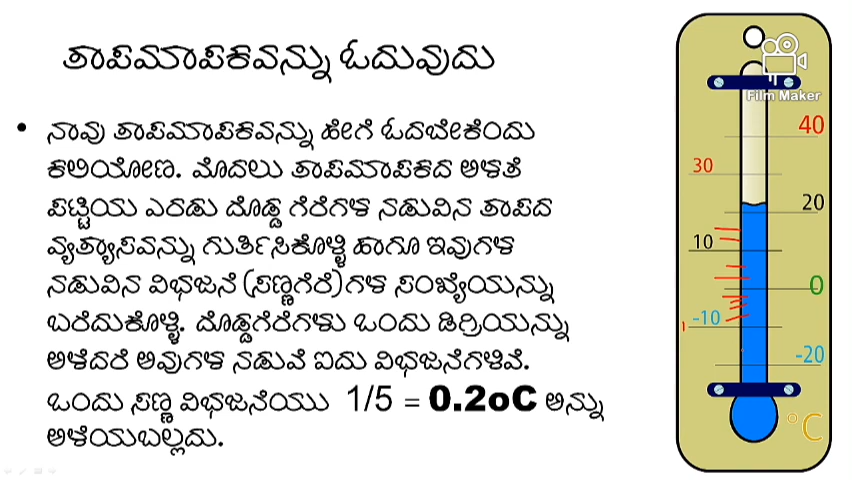 ತಾಪಮಾಪಕವನ್ನು ಓದುವುದು
• ನಾವು ತಾಪಮಾಪಕವನ್ನು ಹೇಗೆ ಓದಬೇಕೆಂದು
ಕಲಿಯೋಣ. ಮೊದಲು ತಾಪಮಾಪಕದ ಅಳತೆ
ಪಟ್ಟಿಯ ಎರಡು ದೊಡ್ಡ ಗೆರೆಗಳ ನಡುವಿನ ತಾಪದ
ವ್ಯತ್ಯಾಸವನ್ನು ಗುರ್ತಿಸಿಕೊಳ್ಳಿ ಹಾಗೂ ಇವುಗಳ
ನಡುವಿನ ವಿಭಜನೆ (ಸಣ್ಣಗೆರೆ)ಗಳ ಸಂಖ್ಯೆಯನ್ನು
ಬರೆದುಕೊಳ್ಳಿ. ದೊಡ್ಡಗೆರೆಗಳು ಒಂದು ಡಿಗ್ರಿಯನ್ನು
ಅಳೆದರೆ ಅವುಗಳ ನಡುವೆ ಐದು ವಿಭಜನೆಗಳಿವೆ.
ಒಂದು ಸಣ್ಣ ವಿಭಜನೆಯು 1/5 = 0.2oC ಅನ್ನು
ಅಳೆಯಬಲ್ಲದು.
Film Maker
40
30
20
10
0
-10
-20
°C